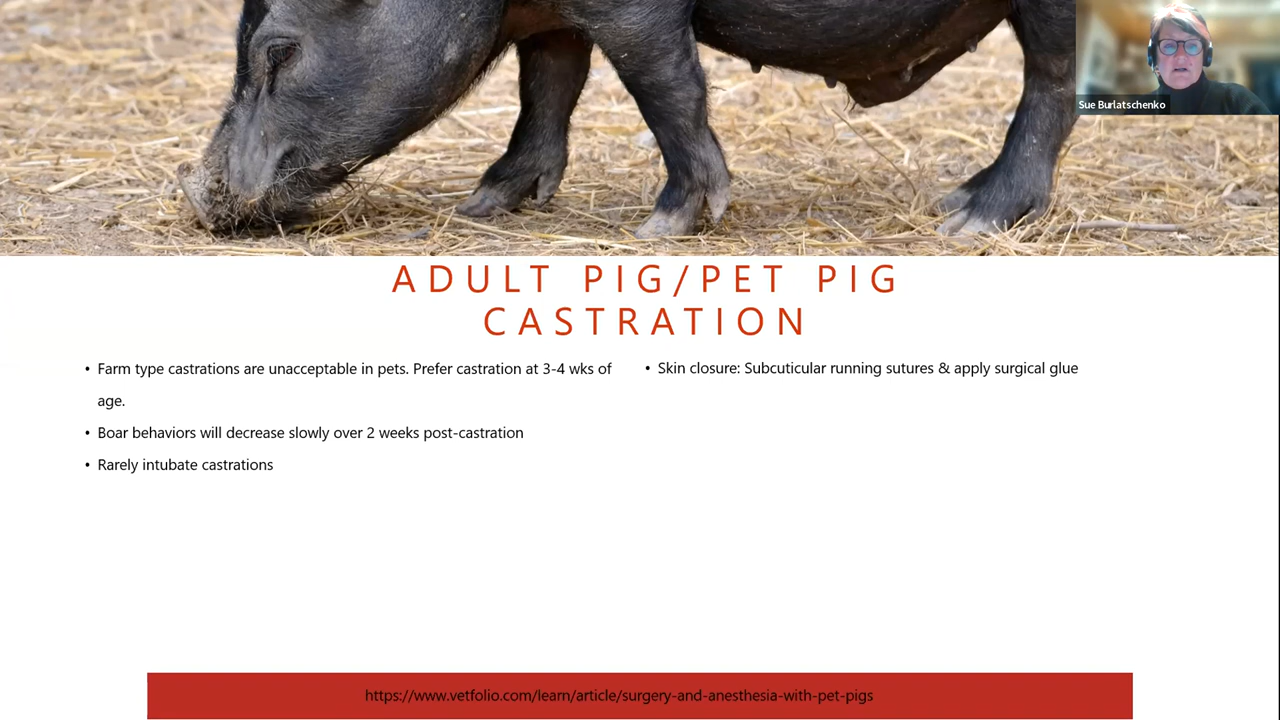 Sue Burlatschenko
ADULT PIG/PET PIG
CASTRATION
• Farm type castrations are unacceptable in pets. Prefer castration at 3-4 wks of
age.
• Boar behaviors will decrease slowly over 2 weeks post-castration
• Rarely intubate castrations
• Skin closure: Subcuticular running sutures & apply surgical glue
https://www.vetfolio.com/learn/article/surgery-and-anesthesia-with-pet-pigs